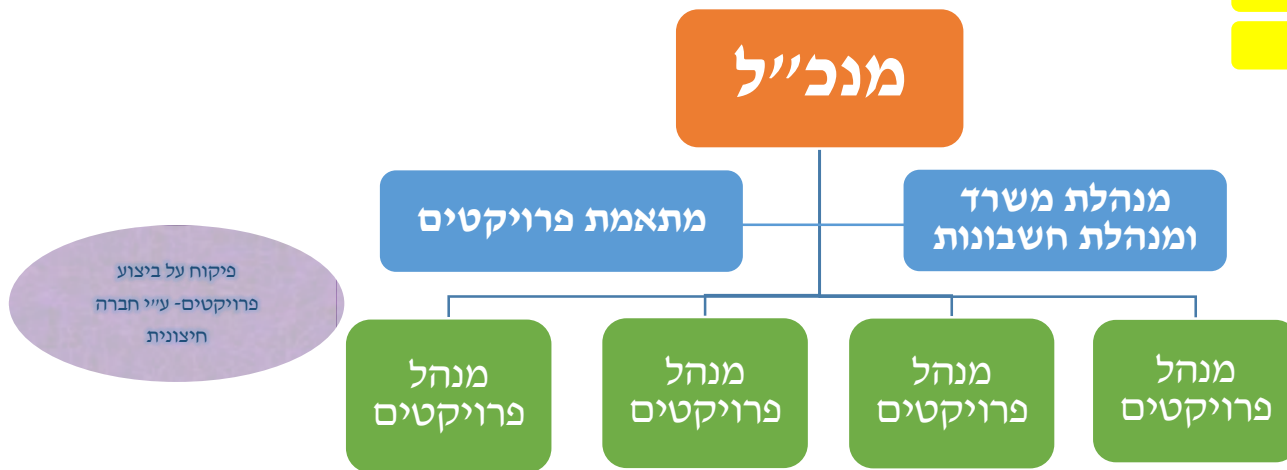 מנכ״ל
מנהלת משרד
ומנהלת חשבונות
מתאמת פרויקטים
פיקוח על ביצוע
פרויקטים- ע״י חברה
חיצונית
מנהל
פרויקטים
מנהל
פרויקטים
מנהל
פרויקטים
מנהל
פרויקטים